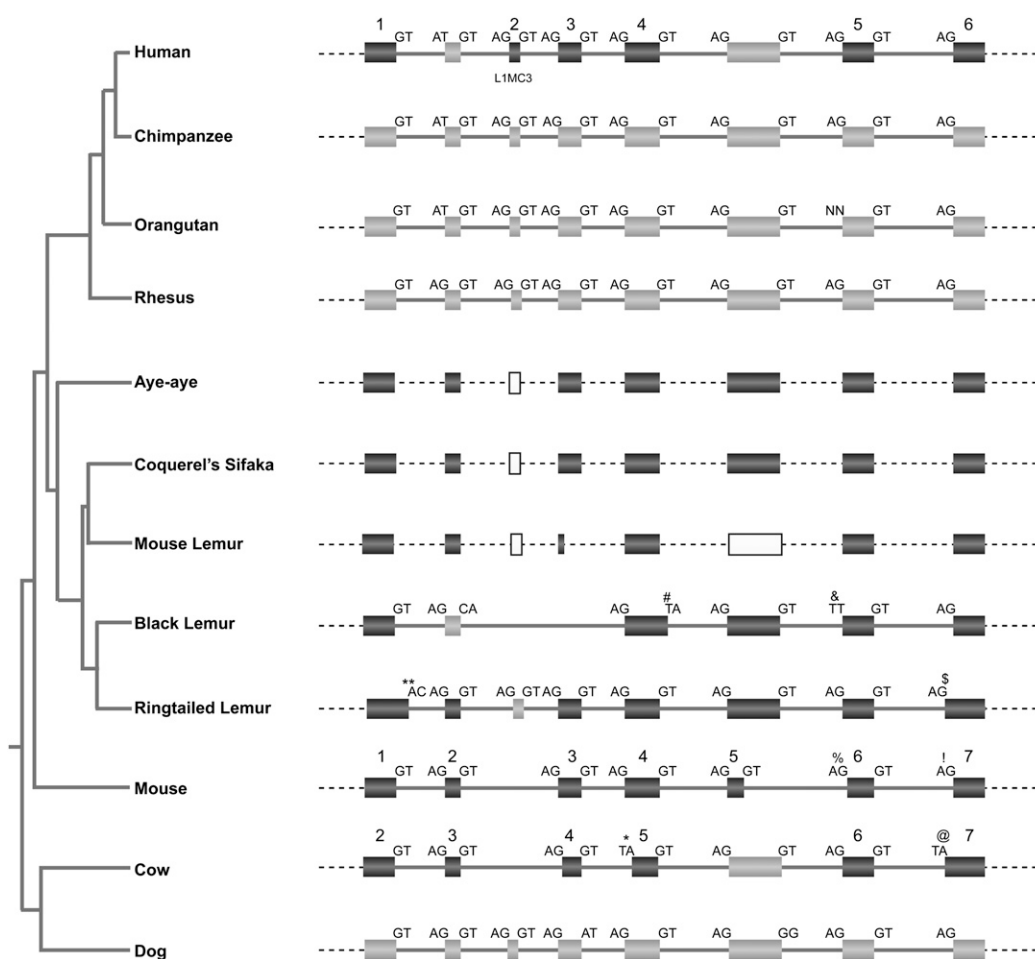 1 2 3 4 5 6
GT AT GT AG GT AG GT AG GT AG GT AG GT AG
Human
L1MC3
GT AT GT AG GT AG GT AG GT AG GT AG GT AG
Chimpanzee
GT AT GT AG GT AG GT AG GT AG GT NN GT AG
Orangutan
GT AG GT AG GT AG GT AG GT AG GT AG GT AG
Rhesus
Aye-aye
Coquerel's Sifaka
Mouse Lemur
# &
GT AG CA AG TA AG GT TT GT AG
Black Lemur
** $
AC AG GT AG GT AG GT AG GT AG GT AG GT AG
Ringtailed Lemur
1 2 3 4 5 % 6 ! 7
GT AG GT AG GT AG GT AG GT AG GT AG
Mouse
2 3 4 * 5 6 @ 7
GT AG GT AG GT TA GT AG GT AG GT TA
Cow
GT AG GT AG GT AG AT AG GT AG GG AG GT AG
Dog